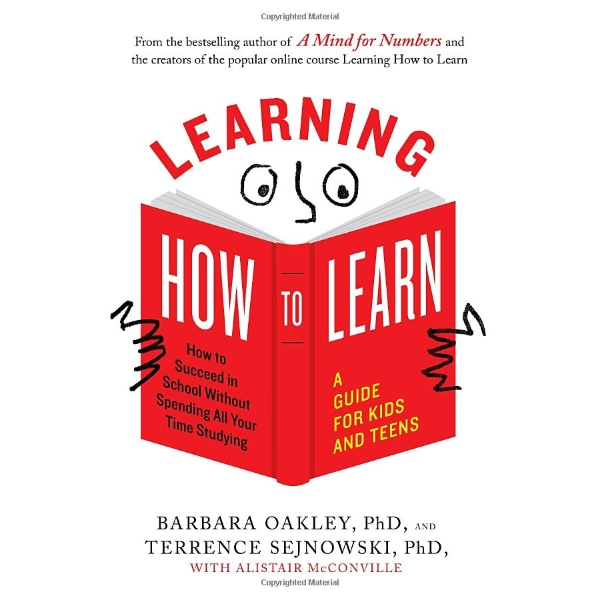 Copyrighted Material
From the bestselling author of A Mind for Numbers and
the creators of the popular online course Learning How to Learn
LEARNING
HOW
TO
LEARN
How to
Succeed in
School Without
Spending All Your
Time Studying
A
GUIDE
FOR KIDS
AND TEENS
BARBARA OAKLEY, PhD, AND
TERRENCE SEJNOWSKI, PhD,
WITH ALISTAIR McCONVILLE
Copyrighted Material